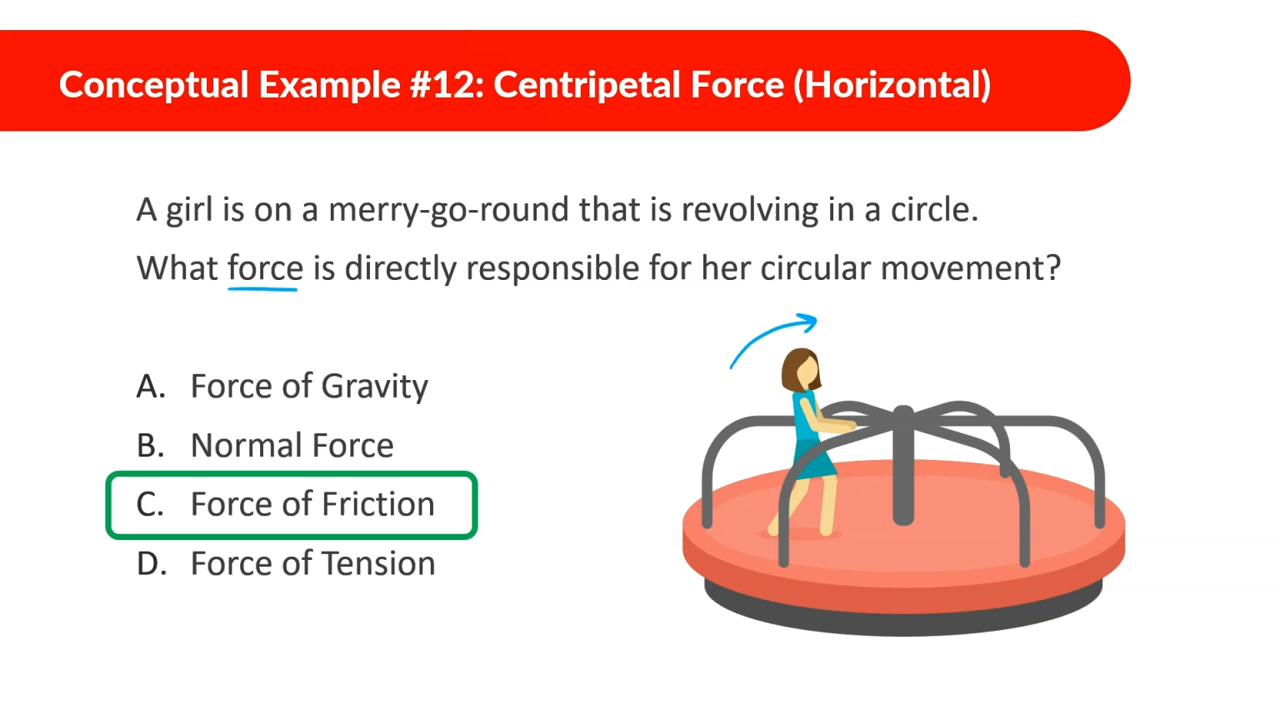 Conceptual Example #12: Centripetal Force (Horizontal)
A girl is on a merry-go-round that is revolving in a circle.
What force is directly responsible for her circular movement?
A. Force of Gravity
B. Normal Force
C. Force of Friction
D. Force of Tension